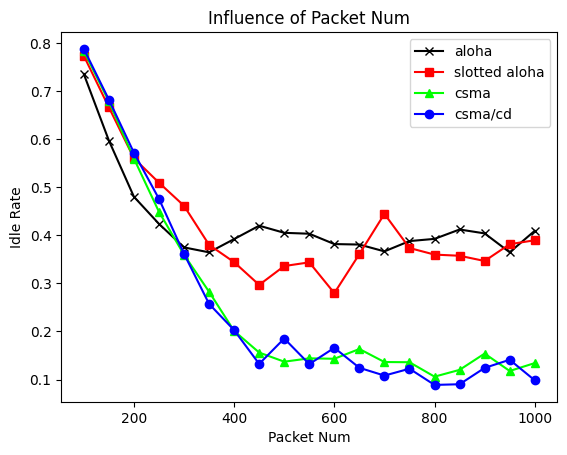 Influence of Packet Num
aloha
slotted aloha
csma
csma/cd
Idle Rate
0.8
0.7
0.6
0.5
0.4
0.3
0.2
0.1
200 400 600 800 1000
Packet Num